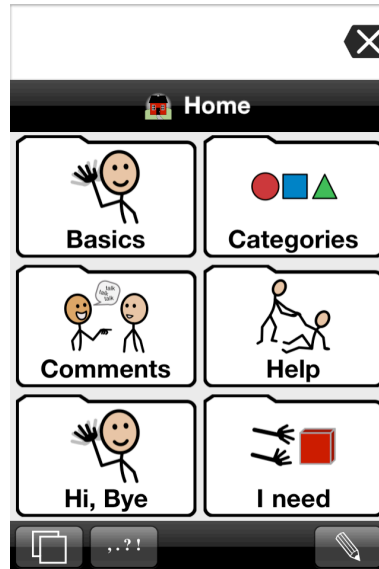 Home
Basics
Categories
talk
talk
talk
Comments
Help
Hi, Bye
I need
,.?!